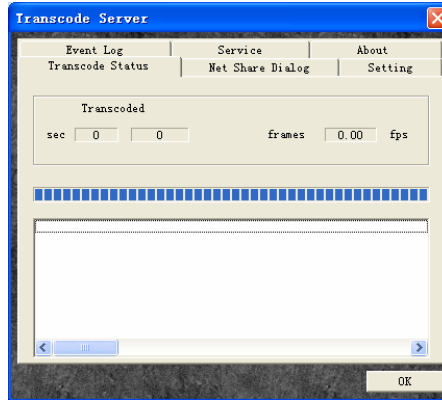 Transcode Server
Event Log Service About
Transcode Status Net Share Dialog Setting
Transcoded
sec 0 0 frames 0.00 fps
OK